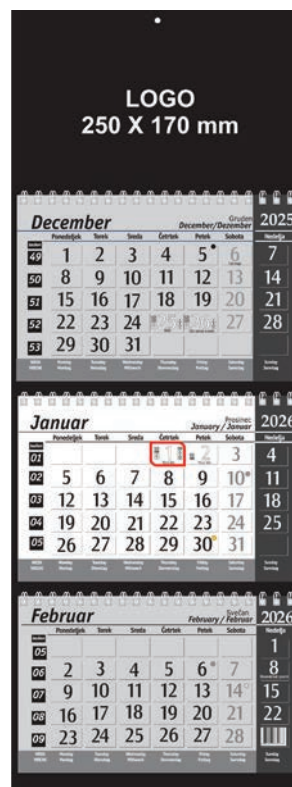 LOGO
250 X 170 mm
Gruden
December
December/Dezember
2025
Ponedeljek Torek Sreda Četrtek Petek Sobota Nedelja
49 1 2 3 4 5 6 7
50 8 9 10 11 12 13 14
51 15 16 17 18 19 20 21
52 22 23 24 25 26 27 28
53 29 30 31
Prosinec
Januar
January / Januar
2026
Ponedeljek Torek Sreda Četrtek Petek Sobota Nedelja
01 1 2 3 4
02 5 6 7 8 9 10 11
03 12 13 14 15 16 17 18
04 19 20 21 22 23 24 25
05 26 27 28 29 30 31
Svečan
Februar
February / Februar
2026
Ponedeljek Torek Sreda Četrtek Petek Sobota Nedelja
05 1
06 2 3 4 5 6 7 8
07 9 10 11 12 13 14 15
08 16 17 18 19 20 21 22
09 23 24 25 26 27 28